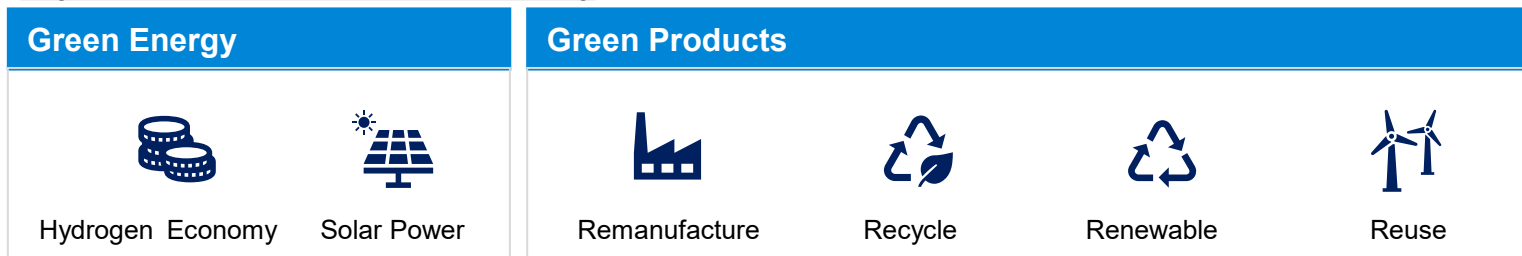 Green Energy
Green Products
Hydrogen Economy
Solar Power
Remanufacture
Recycle
Renewable
Reuse